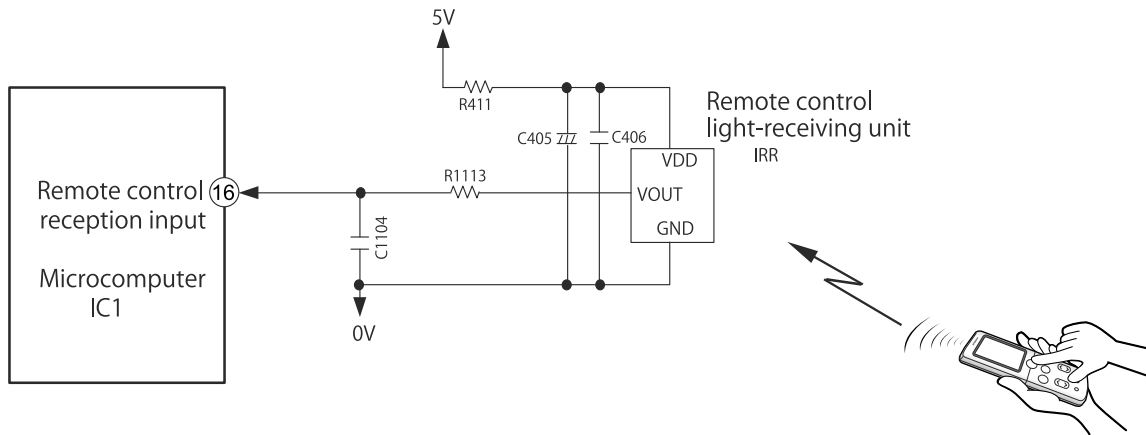 5V
R411
C405
C406
Remote control
light-receiving unit
IRR
VDD
VOUT
GND
R1113
C1104
0V
16
Remote control
reception input
Microcomputer
IC1